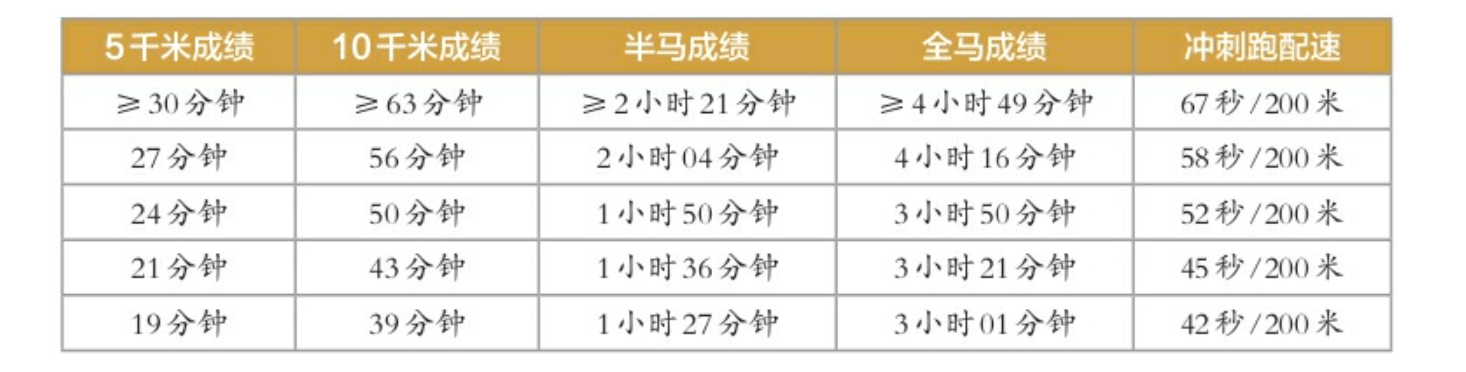 5千米成绩 10千米成绩 半马成绩 全马成绩 冲刺跑配速
≥30分钟 ≥63分钟 ≥2小时21分钟 ≥4小时49分钟 67秒/200米
27分钟 56分钟 2小时04分钟 4小时16分钟 58秒/200米
24分钟 50分钟 1小时50分钟 3小时50分钟 52秒/200米
21分钟 43分钟 1小时36分钟 3小时21分钟 45秒/200米
19分钟 39分钟 1小时27分钟 3小时01分钟 42秒/200米